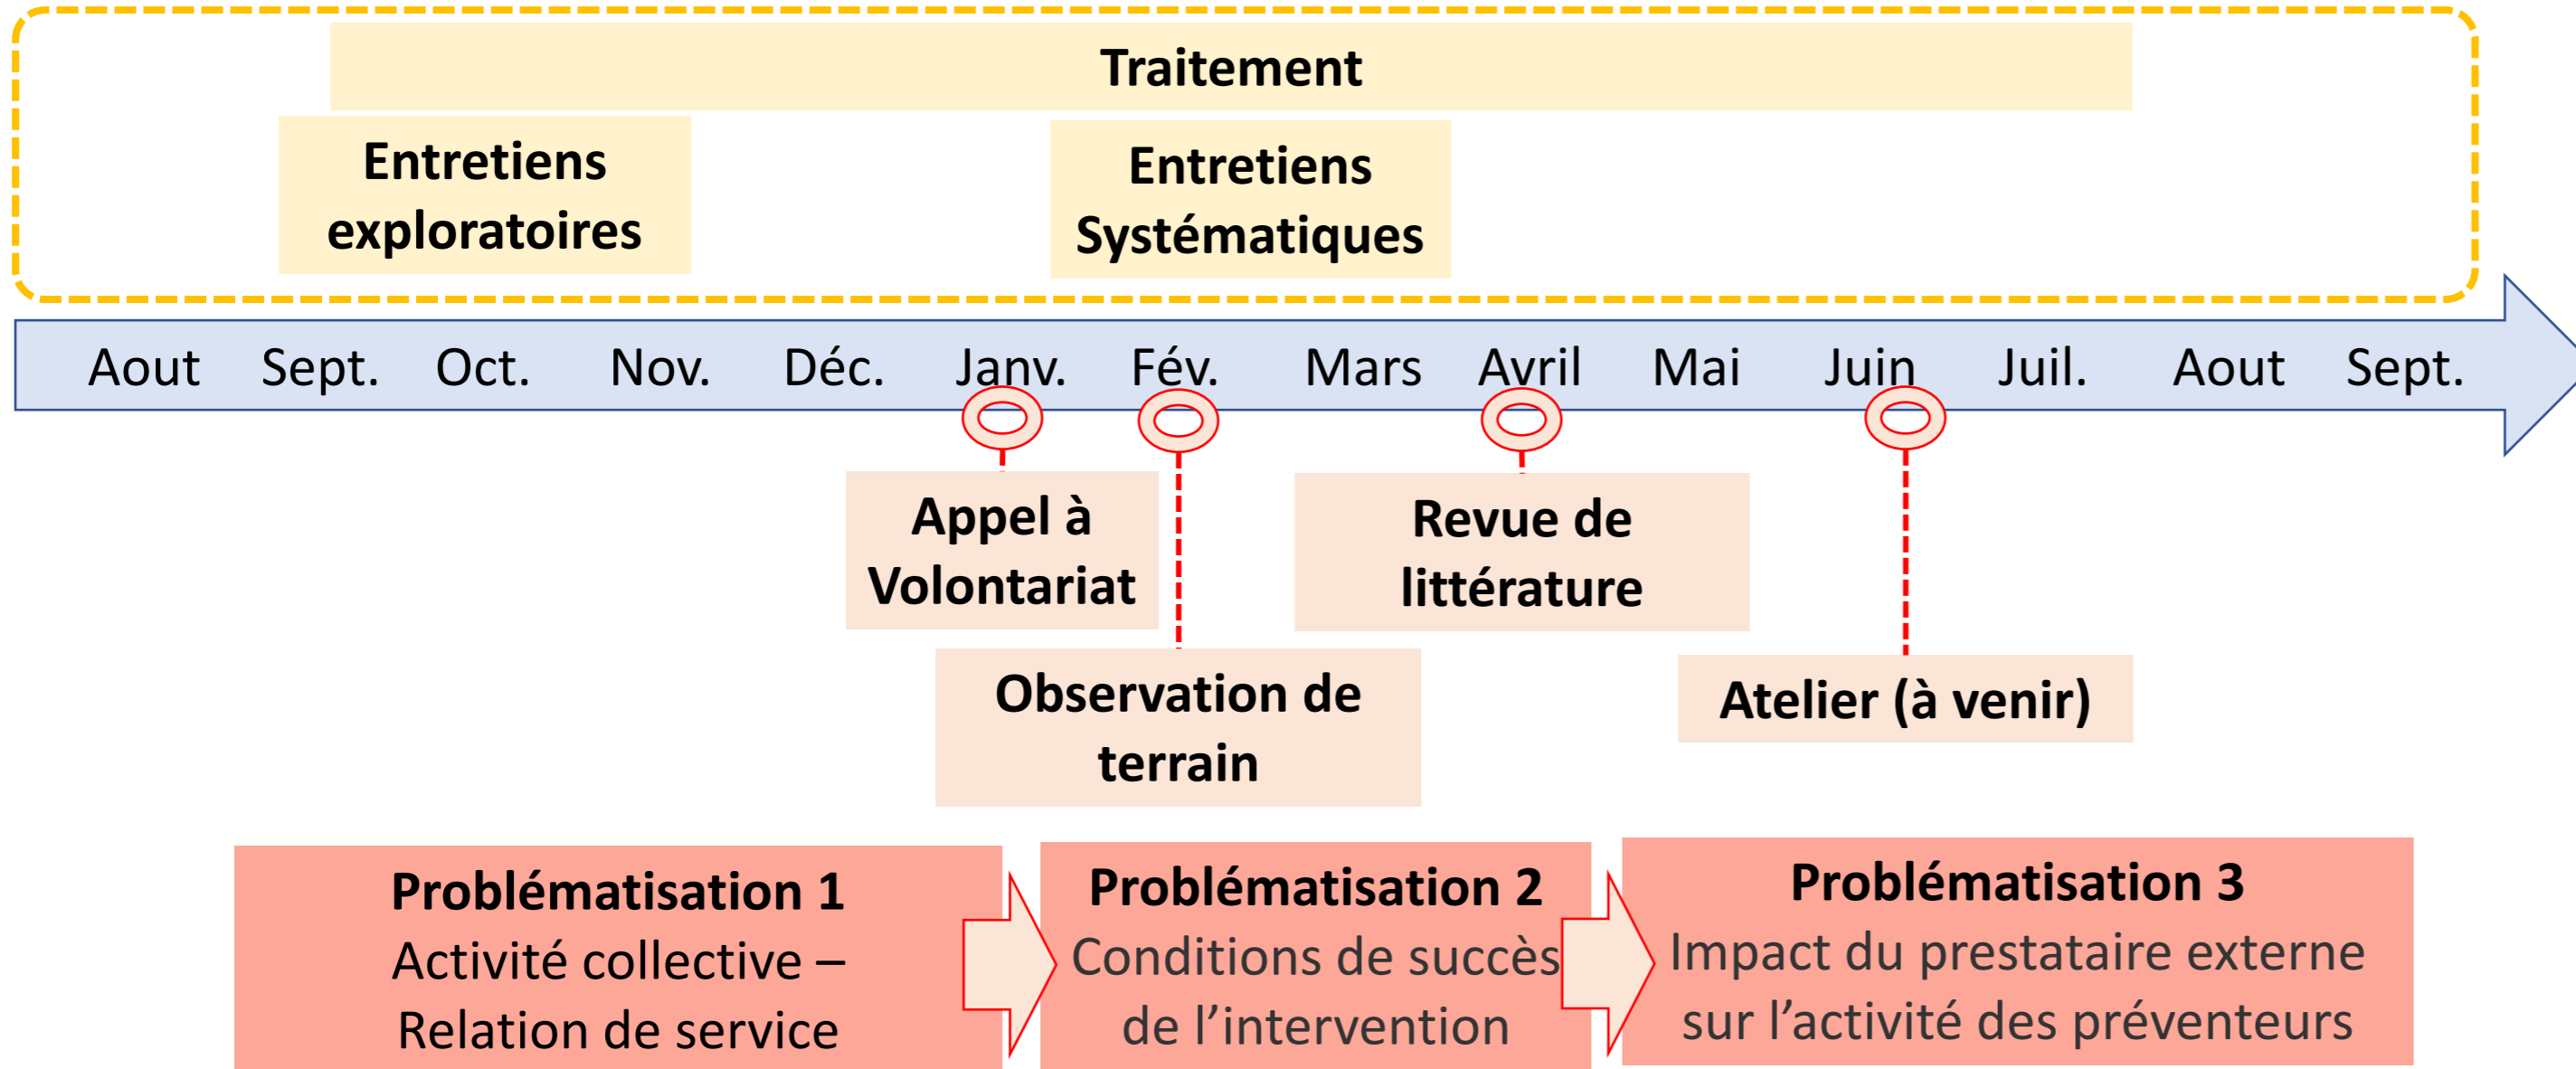 Traitement
Entretiens
exploratoires
Entretiens
Systématiques
Aout Sept. Oct. Nov. Déc. Janv. Fév. Mars Avril Mai Juin Juil. Aout Sept.
Appel à
Volontariat
Revue de
littérature
Observation de
terrain
Atelier (à venir)
Problématisation 1
Activité collective –
Relation de service
Problématisation 2
Conditions de succès
de l’intervention
Problématisation 3
Impact du prestataire externe
sur l’activité des préventeurs